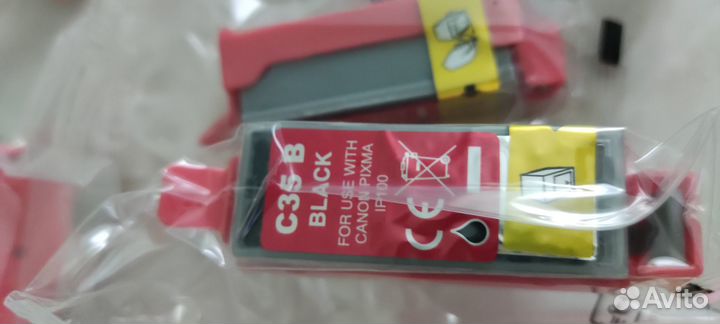 C35 B
BLACK
FOR USE WITH
CANON PIXMA
IP100
CE
Avito